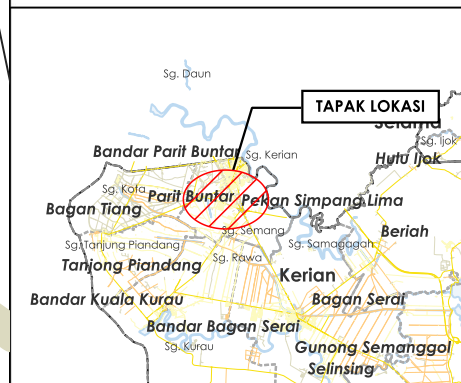 Sg. Daun
TAPAK LOKASI
Selama
Sg. Ijok
Bandar Parit Buntar
Sg. Kerian
Hulu Ijok
Sg. Kota
Parit Buntar
Pekan Simpang Lima
Bagan Tiang
Sg. Semang
Beriah
Sg. Tanjung Piandang
Sg. Samagagah
Sg. Rawa
Tanjong Piandang
Kerian
Bandar Kuala Kurau
Bagan Serai
Bandar Bagan Serai
Sg. Kurau
Gunong Semanggol
Selinsing